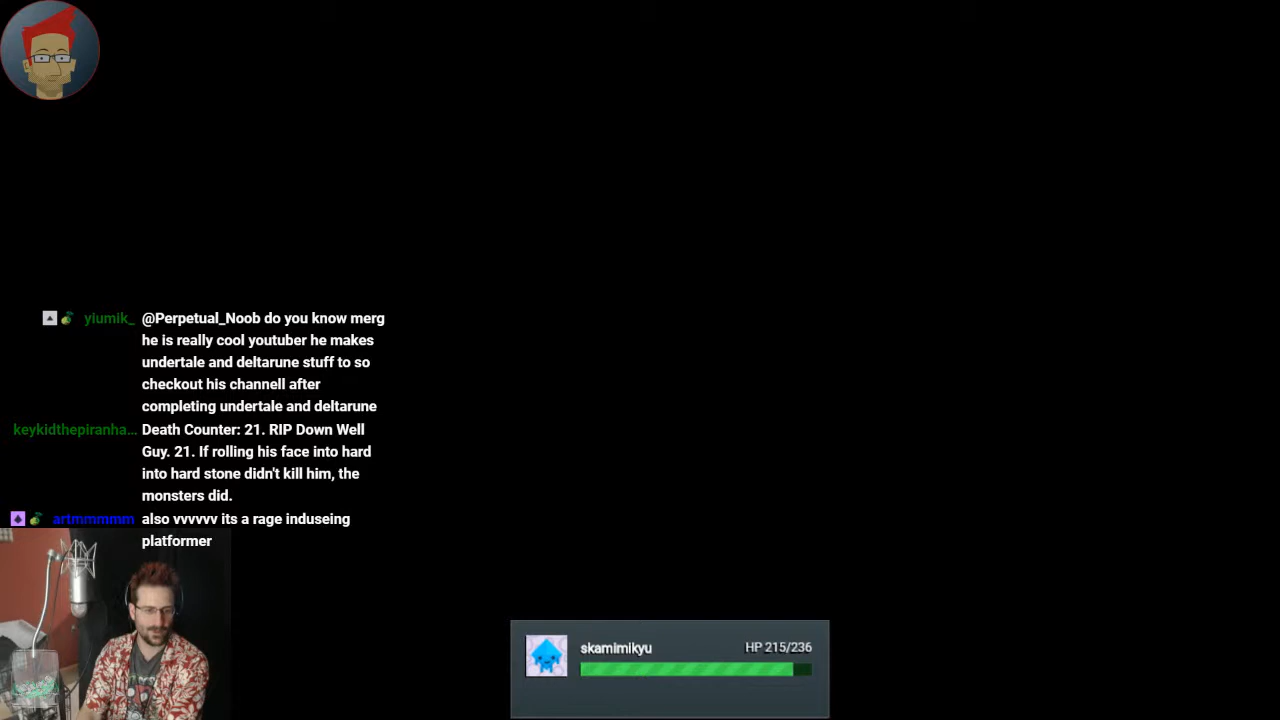 yiumik_ @Perpetual_Noob do you know merg
he is really cool youtuber he makes
undertale and deltarune stuff to so
checkout his channell after
completing undertale and deltarune
keykidthepiranha... Death Counter: 21. RIP Down Well
Guy. 21. If rolling his face into hard
into hard stone didn't kill him, the
monsters did.
artmmmmm also vvvvvv its a rage induseing
platformer
skamimikyu HP 215/236